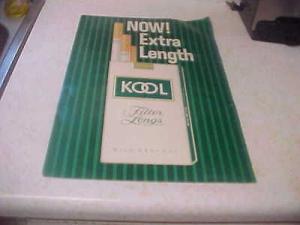 NOW!
Extra
Length
KOOL
Filter
Longs